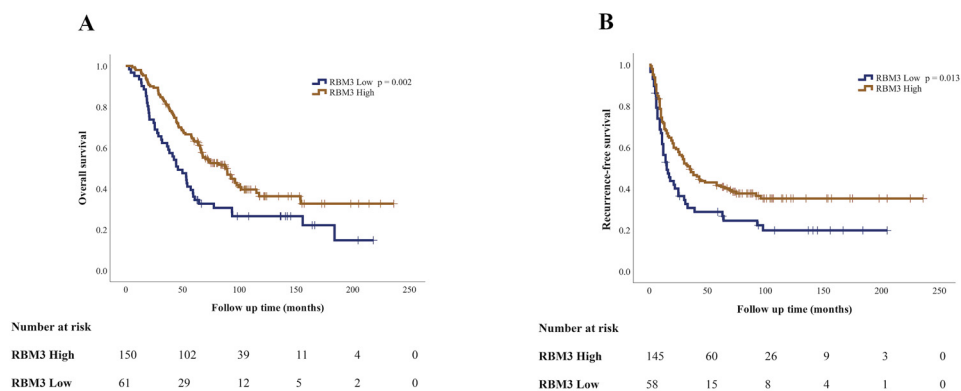 A
RBM3 Low p = 0.002
RBM3 High
Overall survival
1.0
0.8
0.6
0.4
0.2
0.0
0 50 100 150 200 250
Follow up time (months)
Number at risk
RBM3 High 150 102 39 11 4 0
RBM3 Low 61 29 12 5 2 0
B
RBM3 Low p = 0.013
RBM3 High
Recurrence-free survival
1.0
0.8
0.6
0.4
0.2
0.0
0 50 100 150 200 250
Follow up time (months)
Number at risk
RBM3 High 145 60 26 9 3 0
RBM3 Low 58 15 8 4 1 0